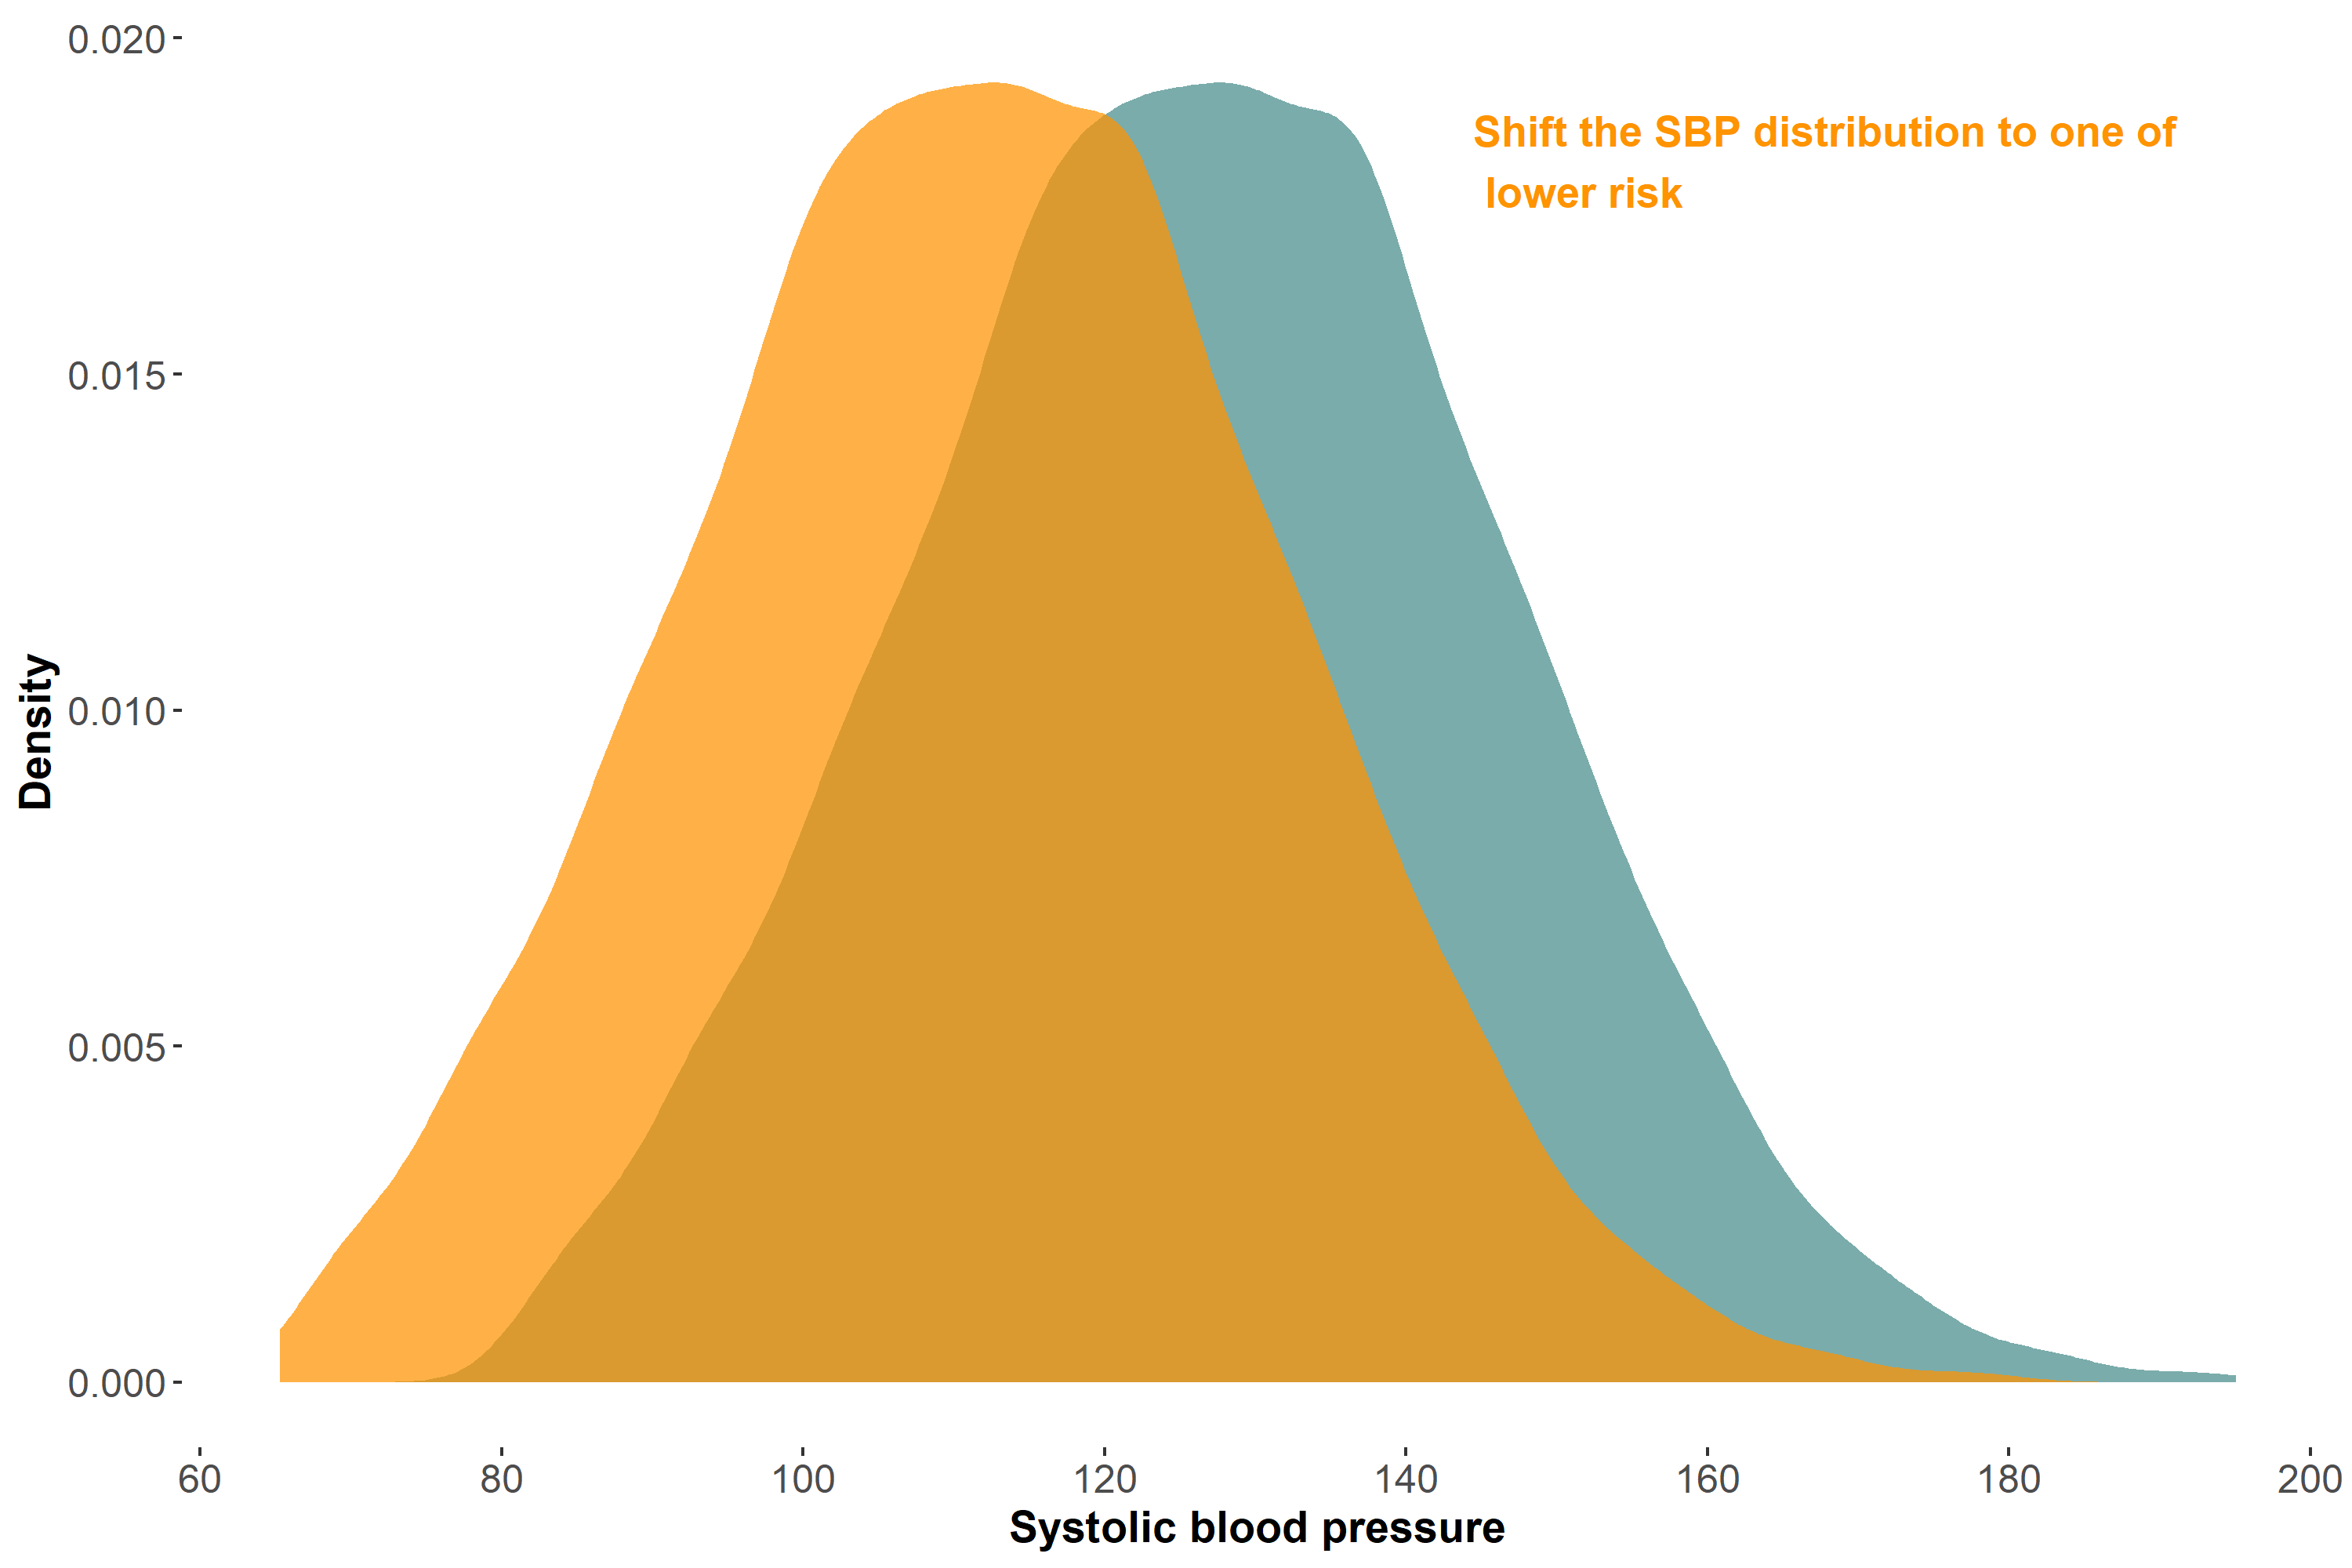 0.020
Shift the SBP distribution to one of
lower risk
0.015
Density
0.010
0.005
0.000
60 80 100 120 140 160 180 200
Systolic blood pressure